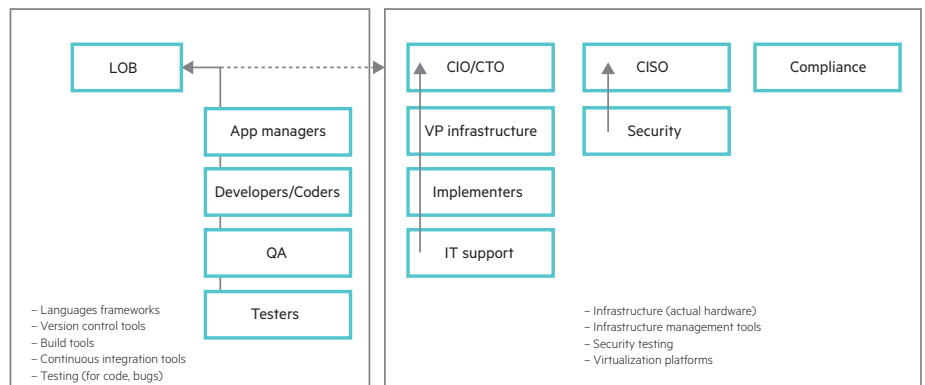 LOB
App managers
Developers/Coders
QA
Testers
– Languages frameworks
– Version control tools
– Build tools
– Continuous integration tools
– Testing (for code, bugs)
CIO/CTO
VP infrastructure
Implementers
IT support
CISO
Security
Compliance
– Infrastructure (actual hardware)
– Infrastructure management tools
– Security testing
– Virtualization platforms